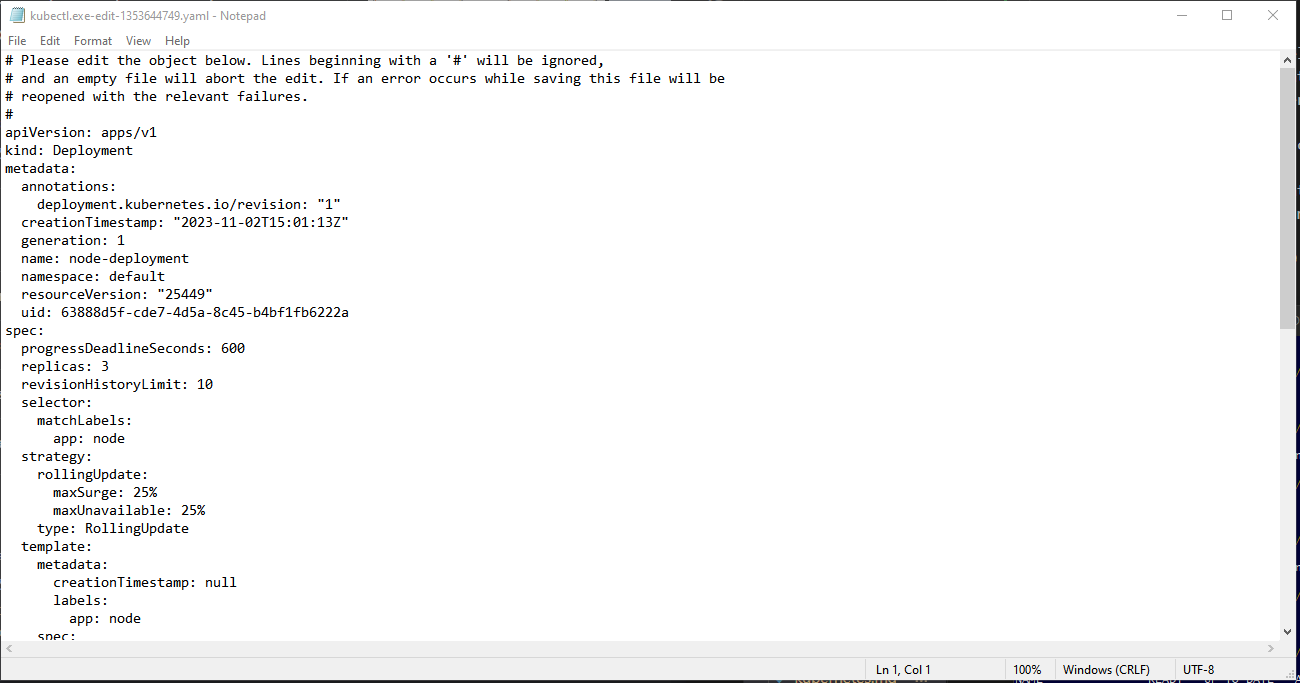 kubectl.exe-edit-1353644749.yaml - Notepad
File Edit Format View Help
# Please edit the object below. Lines beginning with a '#' will be ignored,
# and an empty file will abort the edit. If an error occurs while saving this file will be
# reopened with the relevant failures.
#
apiVersion: apps/v1
kind: Deployment
metadata:
  annotations:
    deployment.kubernetes.io/revision: "1"
  creationTimestamp: "2023-11-02T15:01:13Z"
  generation: 1
  name: node-deployment
  namespace: default
  resourceVersion: "25449"
  uid: 63888d5f-cde7-4d5a-8c45-b4bf1fb6222a
spec:
  progressDeadlineSeconds: 600
  replicas: 3
  revisionHistoryLimit: 10
  selector:
    matchLabels:
      app: node
  strategy:
    rollingUpdate:
      maxSurge: 25%
      maxUnavailable: 25%
    type: RollingUpdate
  template:
    metadata:
      creationTimestamp: null
      labels:
        app: node
    spec:
Ln 1, Col 1 100% Windows (CRLF) UTF-8